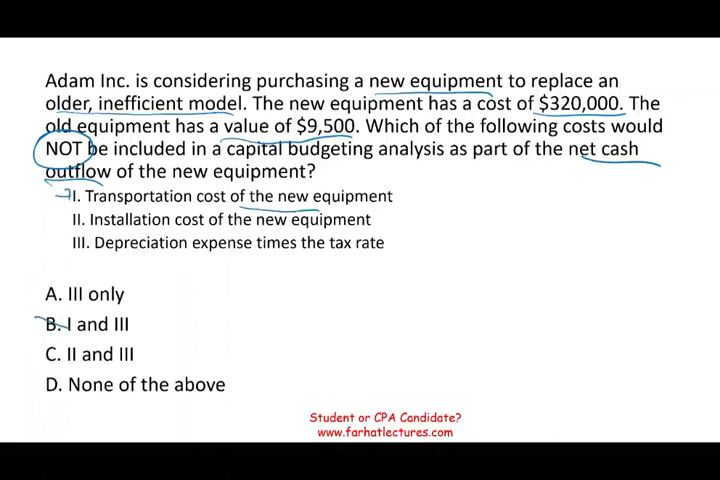 Adam Inc. is considering purchasing a new equipment to replace an
older, inefficient model. The new equipment has a cost of $320,000. The
old equipment has a value of $9,500. Which of the following costs would
NOT be included in a capital budgeting analysis as part of the net cash
outflow of the new equipment?
I. Transportation cost of the new equipment
II. Installation cost of the new equipment
III. Depreciation expense times the tax rate
A. III only
B. I and III
C. II and III
D. None of the above
Student or CPA Candidate?
www.farhatlectures.com